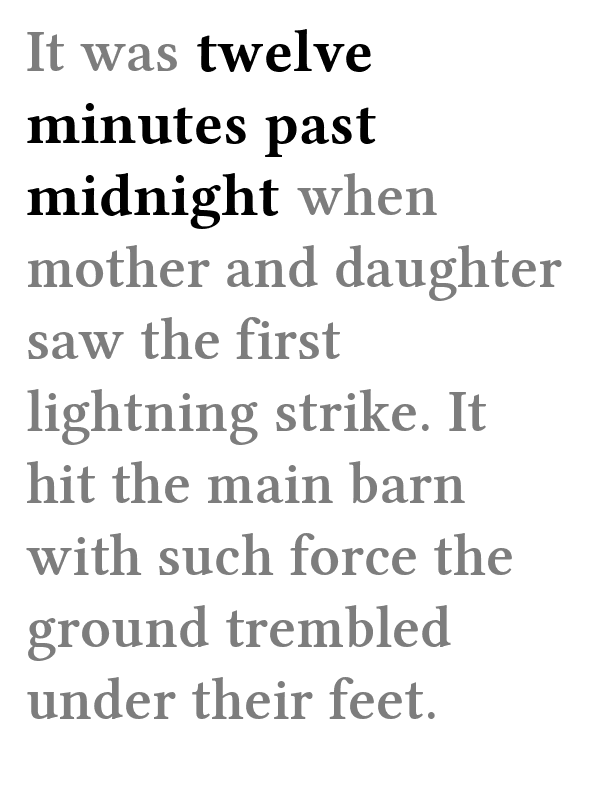 It was twelve
minutes past
midnight when
mother and daughter
saw the first
lightning strike. It
hit the main barn
with such force the
ground trembled
under their feet.